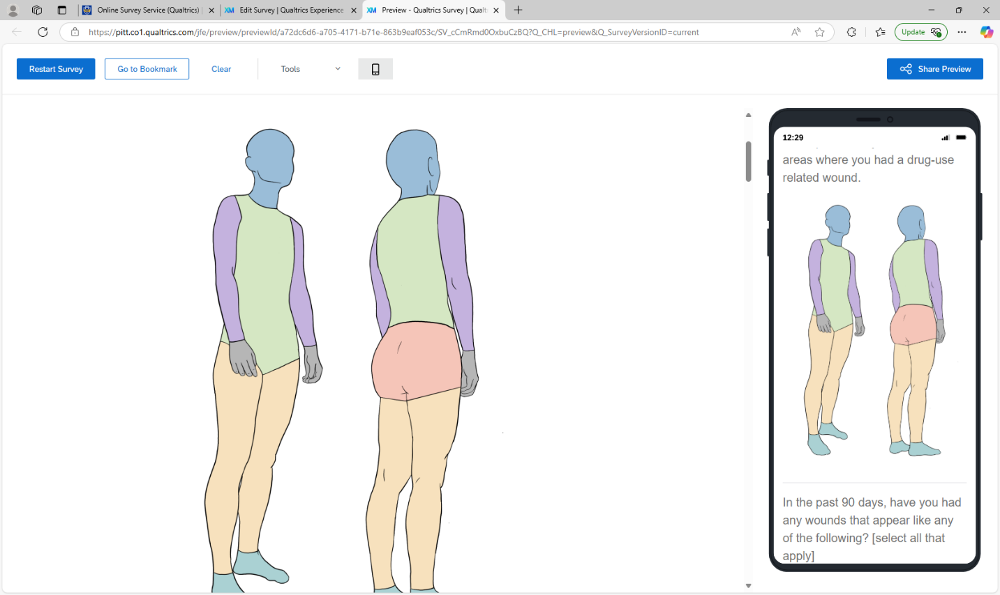 Online Survey Service (Qualtrics) |
XM Edit Survey | Qualtrics Experience
XM Preview - Qualtrics Survey | Qualt
https://pitt.co1.qualtrics.com/jfe/preview/previewId/a72dc6d6-a705-4171-b71e-863b9eaf053c/SV_cCmRmd0OxbuCzBQ?Q_CHL=preview&Q_SurveyVersionID=current
Update
Restart Survey
Go to Bookmark
Clear
Tools
Share Preview
12:29
areas where you had a drug-use
related wound.
In the past 90 days, have you had
any wounds that appear like any
of the following? [select all that
apply]